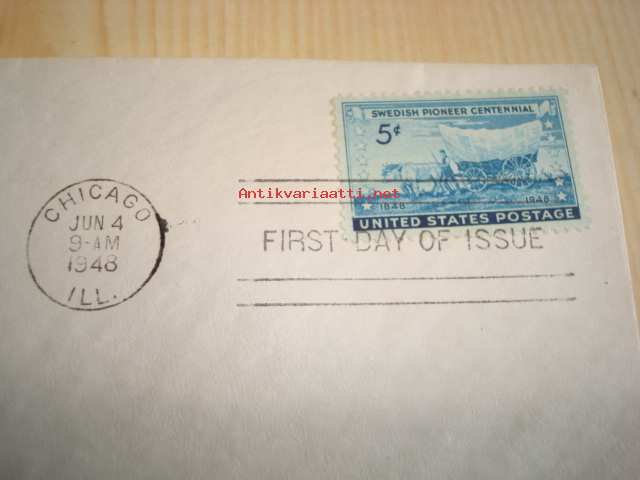 SWEDISH PIONEER CENTENNIAL
5¢
1848 1948
UNITED STATES POSTAGE
Antikvariaatti.net
CHICAGO
JUN 4
9-AM
1948
ILL.
FIRST DAY OF ISSUE